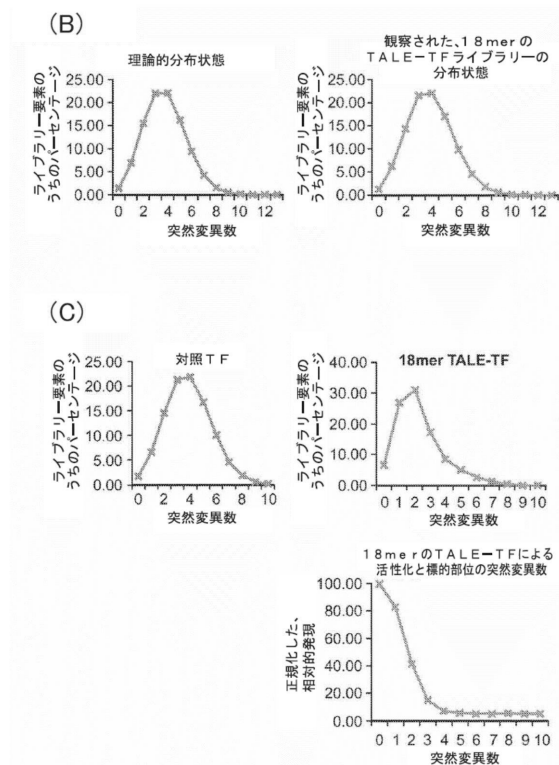 (B)
理論的分布状態
ライブラリー要素の
うちのパーセンテージ
25.00
20.00
15.00
10.00
5.00
0.00
0 2 4 6 8 10 12
突然変異数
観察された、18merの
TALE-TFライブラリーの
分布状態
ライブラリー要素の
うちのパーセンテージ
25.00
20.00
15.00
10.00
5.00
0.00
0 2 4 6 8 10 12
突然変異数
(C)
対照TF
ライブラリー要素の
うちのパーセンテージ
25.00
20.00
15.00
10.00
5.00
0.00
0 2 4 6 8 10
突然変異数
18mer TALE-TF
ライブラリー要素の
うちのパーセンテージ
40.00
30.00
20.00
10.00
0.00
0 1 2 3 4 5 6 7 8 9 10
突然変異数
18merのTALE-TFによる
活性化と標的部位の突然変異数
正規化した、
相対的発現
100.00
80.00
60.00
40.00
20.00
0.00
0 1 2 3 4 5 6 7 8 9 10
突然変異数